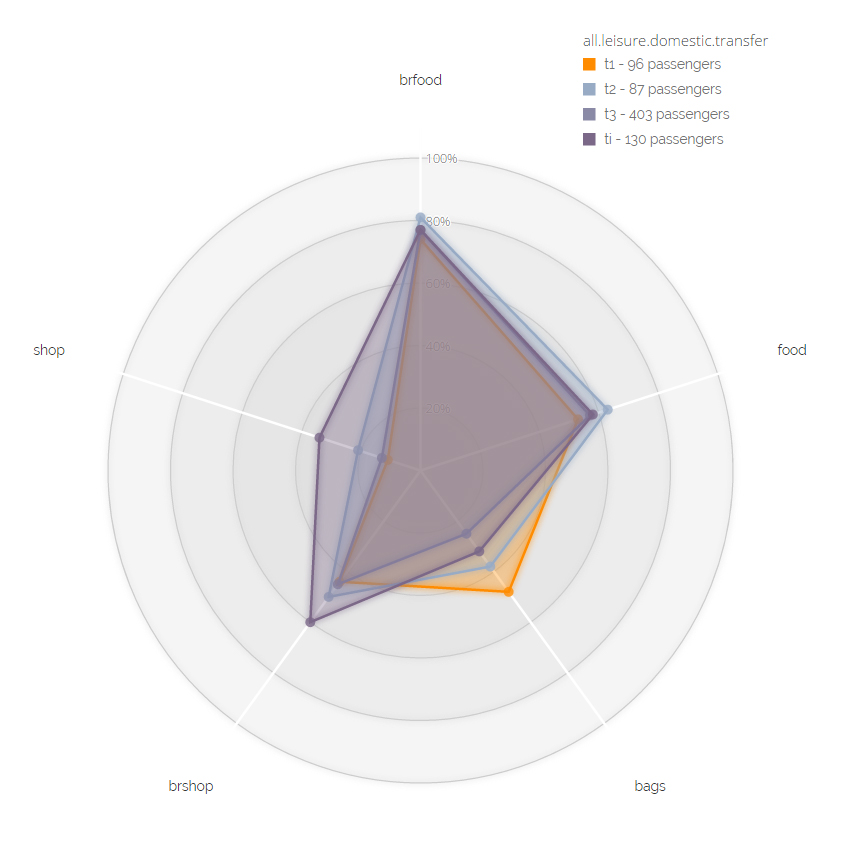 all.leisure.domestic.transfer
t1 - 96 passengers
t2 - 87 passengers
t3 - 403 passengers
ti - 130 passengers
brfood
100%
80%
60%
40%
20%
shop
food
brshop
bags